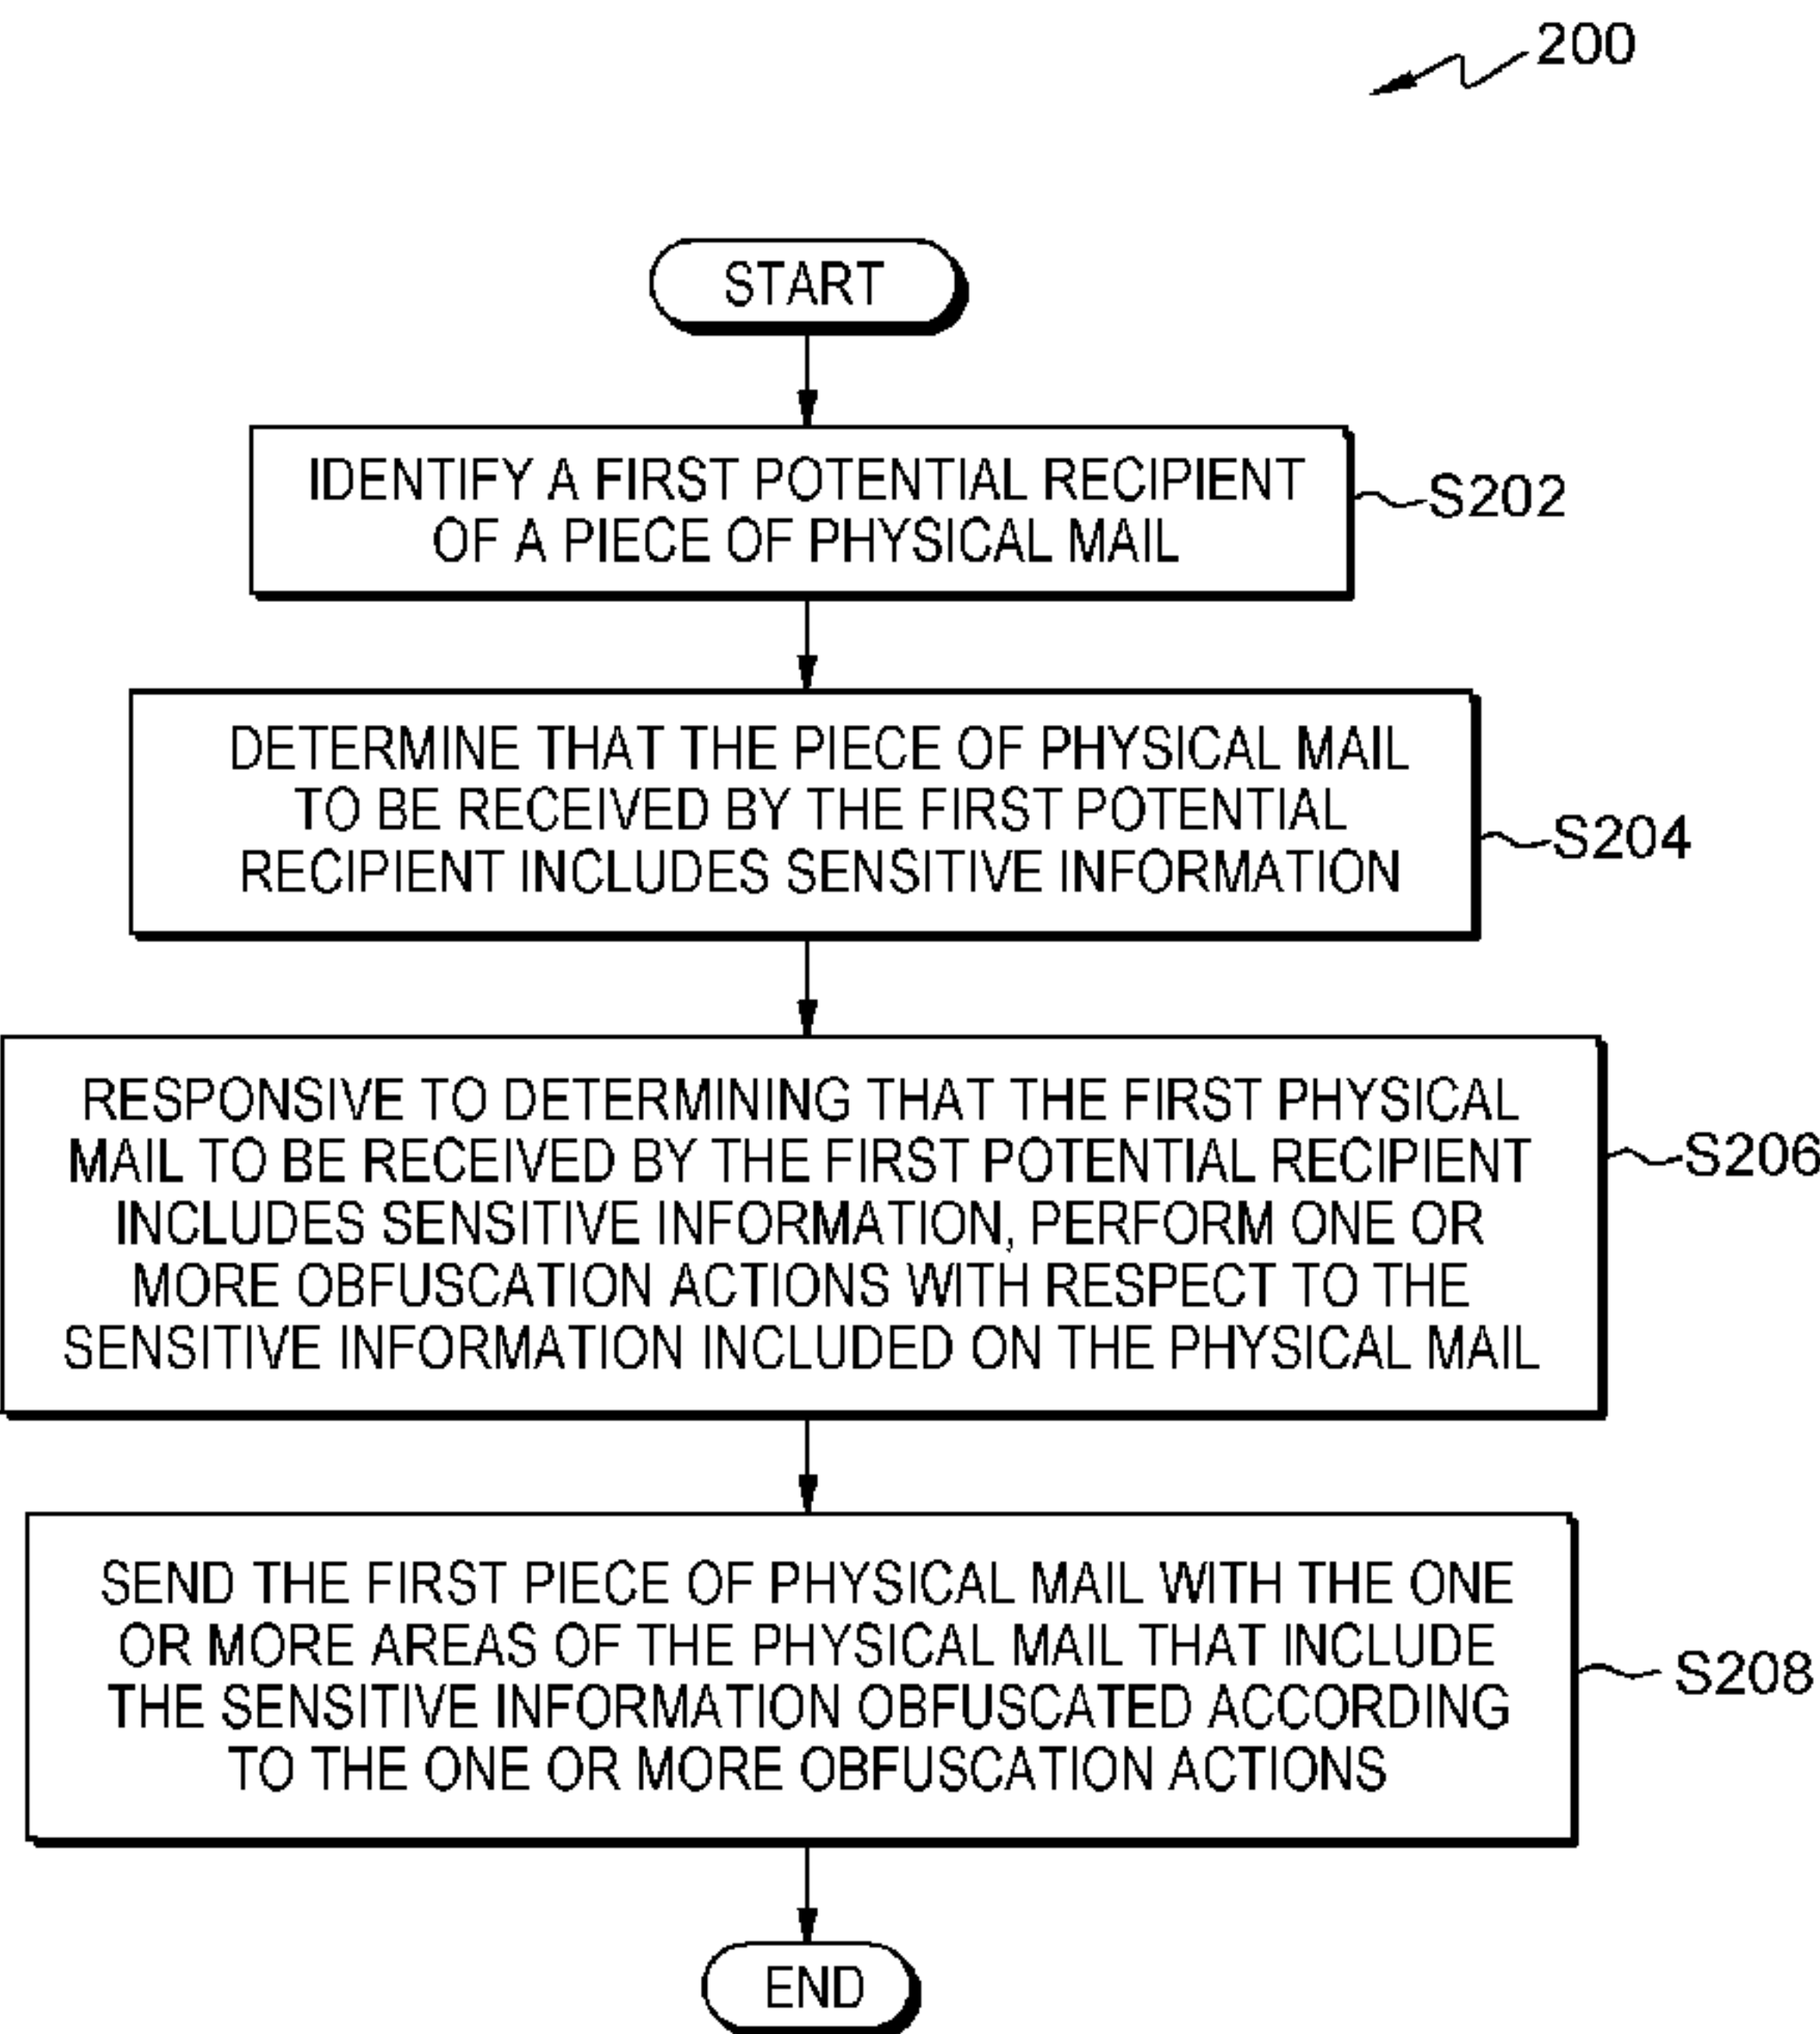 200
START
IDENTIFY A FIRST POTENTIAL RECIPIENT
OF A PIECE OF PHYSICAL MAIL
S202
DETERMINE THAT THE PIECE OF PHYSICAL MAIL
TO BE RECEIVED BY THE FIRST POTENTIAL
RECIPIENT INCLUDES SENSITIVE INFORMATION
S204
RESPONSIVE TO DETERMINING THAT THE FIRST PHYSICAL
MAIL TO BE RECEIVED BY THE FIRST POTENTIAL RECIPIENT
INCLUDES SENSITIVE INFORMATION, PERFORM ONE OR
MORE OBFUSCATION ACTIONS WITH RESPECT TO THE
SENSITIVE INFORMATION INCLUDED ON THE PHYSICAL MAIL
S206
SEND THE FIRST PIECE OF PHYSICAL MAIL WITH THE ONE
OR MORE AREAS OF THE PHYSICAL MAIL THAT INCLUDE
THE SENSITIVE INFORMATION OBFUSCATED ACCORDING
TO THE ONE OR MORE OBFUSCATION ACTIONS
S208
END